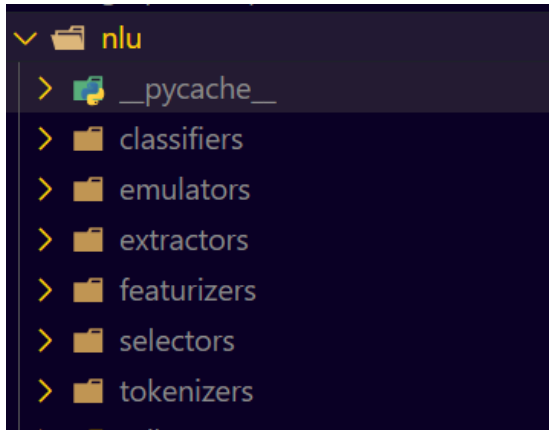 nlu
__pycache__
classifiers
emulators
extractors
featurizers
selectors
tokenizers